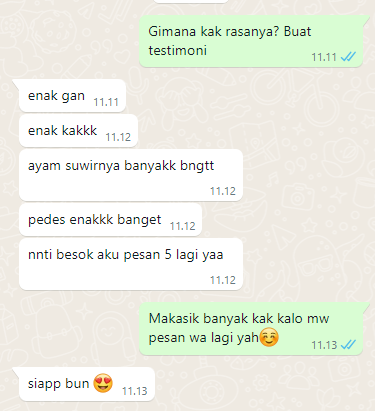 Gimana kak rasanya? Buat
testimoni
11.11
enak gan 11.11
enak kakkk 11.12
ayam suwirnya banyakk bngtt
11.12
pedes enakkk banget 11.12
nnti besok aku pesan 5 lagi yaa
11.12
Makasik banyak kak kalo mw
pesan wa lagi yah☺️ 11.13
siapp bun 😍 11.13